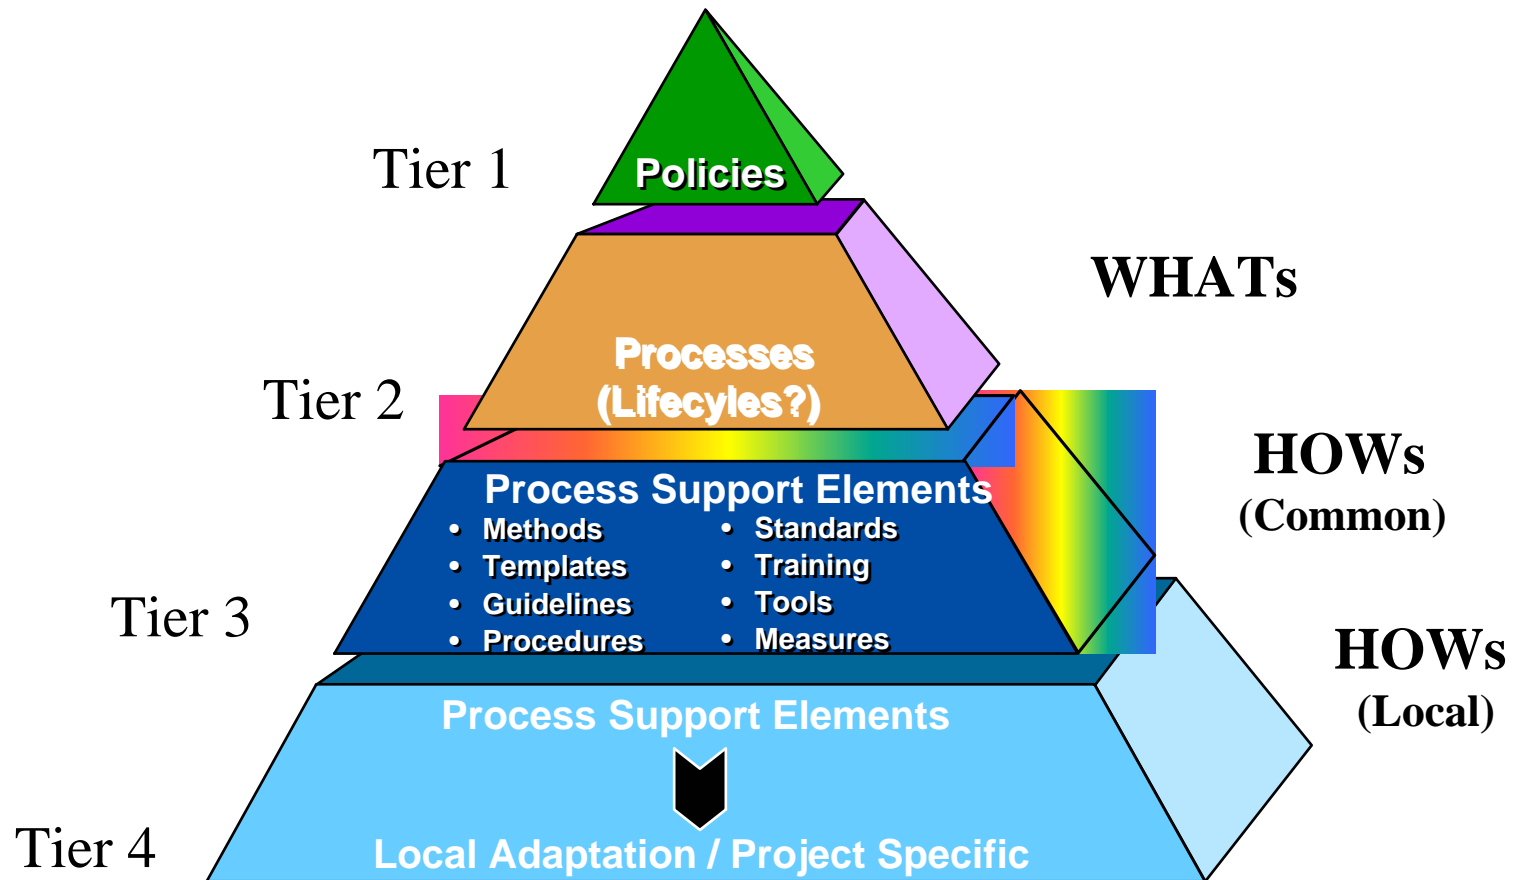 Tier 1
Policies
WHATs
Tier 2
Processes
(Lifecyles?)
HOWs
(Common)
Process Support Elements
• Methods
• Templates
• Guidelines
• Procedures
• Standards
• Training
• Tools
• Measures
Tier 3
HOWs
(Local)
Process Support Elements
Local Adaptation / Project Specific
Tier 4